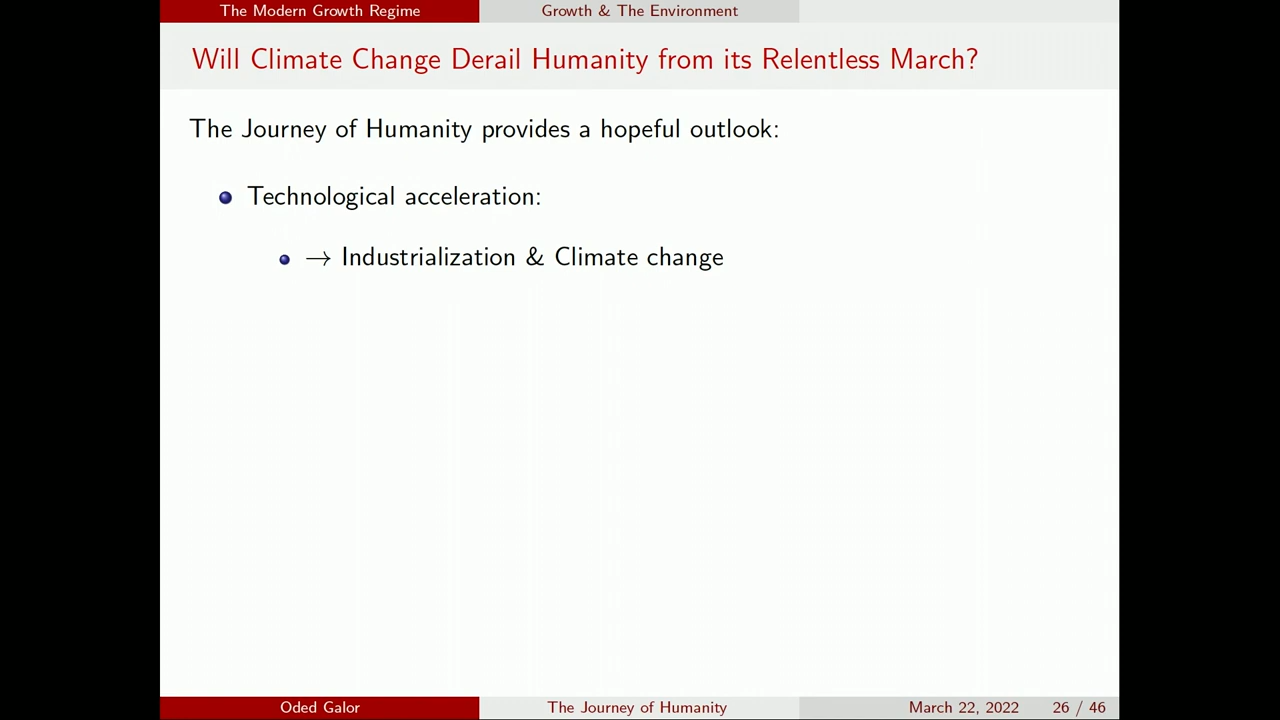 The Modern Growth Regime
Growth & The Environment
Will Climate Change Derail Humanity from its Relentless March?
The Journey of Humanity provides a hopeful outlook:
Technological acceleration:
→ Industrialization & Climate change
Oded Galor
The Journey of Humanity
March 22, 2022
26 / 46